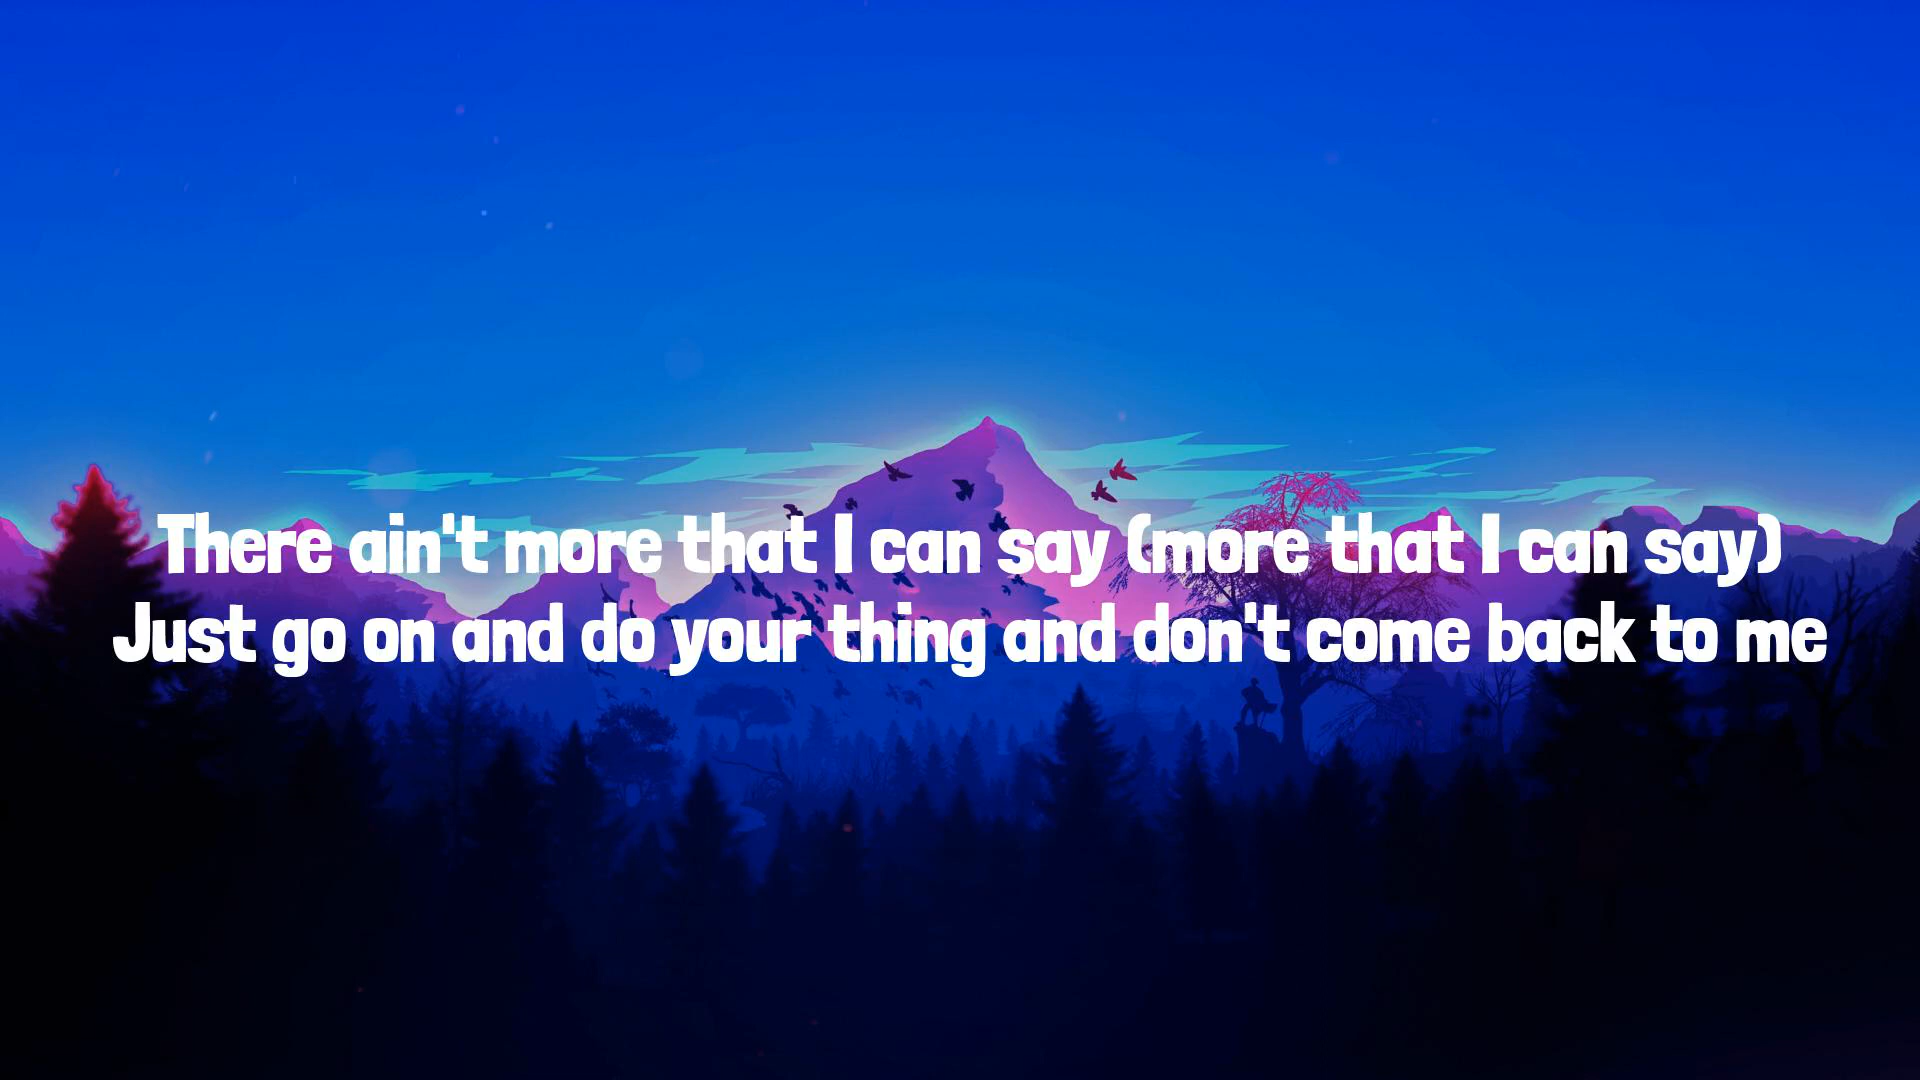 There ain't more that I can say (more that I can say)
Just go on and do your thing and don't come back to me